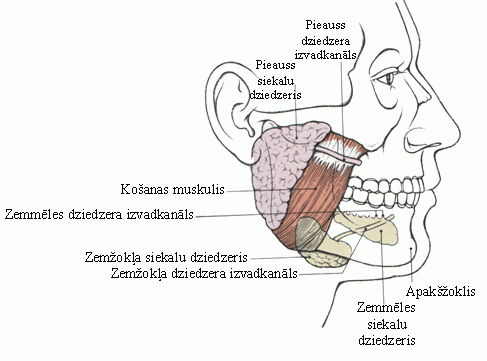 Pieauss
dziedzera
izvadkanāls
Pieauss
siekalu
dziedzeris
Košanas muskulis
Zemmēles dziedzera izvadkanāls
Zemžokļa siekalu dziedzeris
Zemžokļa dziedzera izvadkanāls
Apakšžoklis
Zemmēles
siekalu
dziedzeris